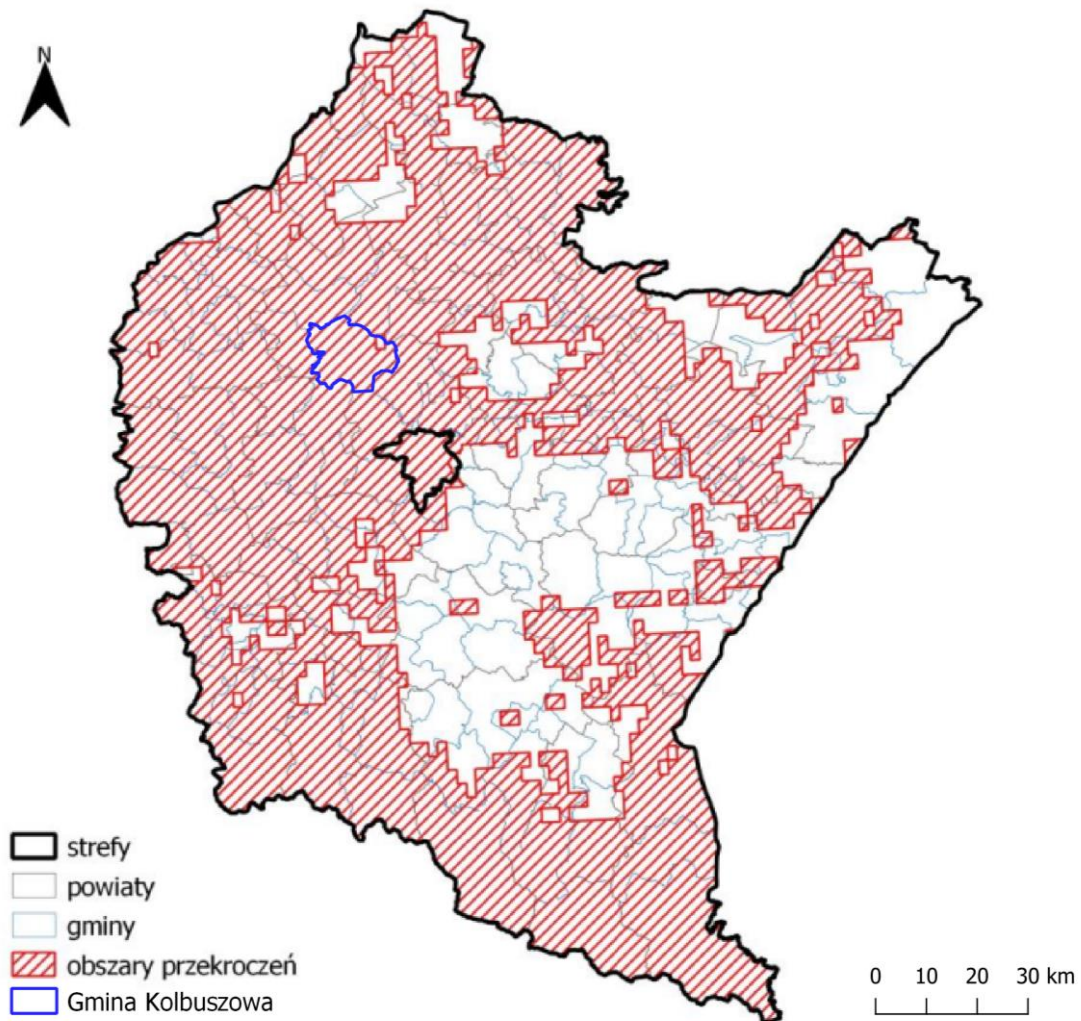 N
strefy
powiaty
gminy
obszary przekroczeń
Gmina Kolbuszowa
0 10 20 30 km